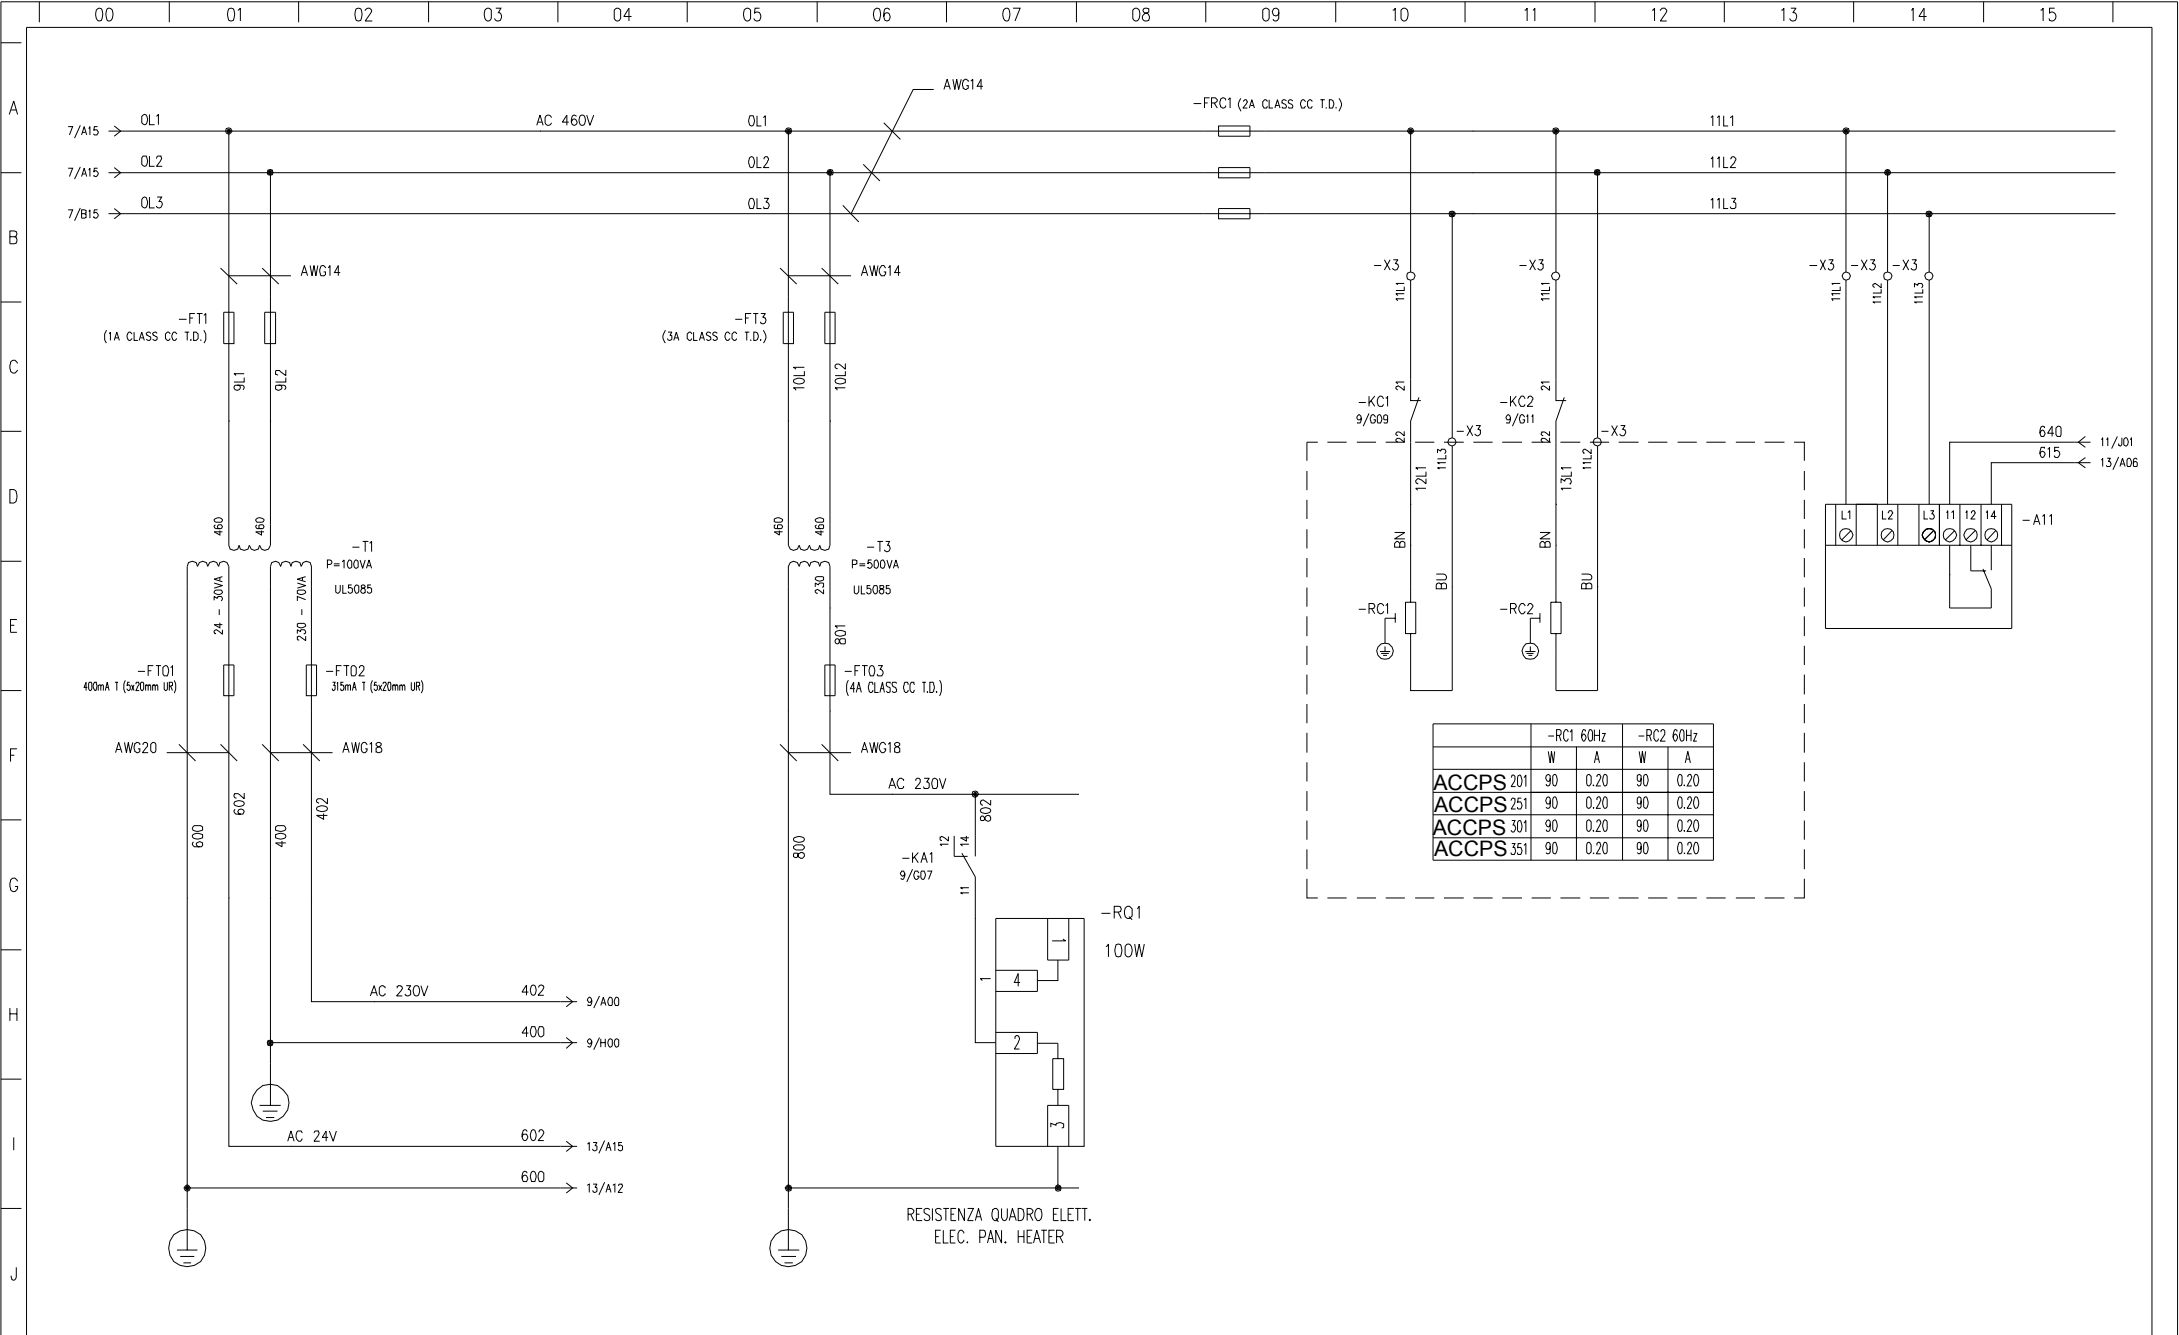 00 01 02 03 04 05 06 07 08 09 10 11 12 13 14 15
A
B
C
D
E
F
G
H
I
J
7/A15 0L1 AC 460V 0L1
7/A15 0L2 0L2
7/B15 0L3 0L3
AWG14
-FRC1 (2A CLASS CC T.D.)
11L1
11L2
11L3
AWG14
-FT1
(1A CLASS CC T.D.)
9L1
9L2
460
460
-T1
P=100VA
UL5085
24 - 30VA
230 - 70VA
-FT01
400mA T (5x20mm UR)
-FT02
315mA T (5x20mm UR)
AWG20
AWG18
600
602
400
402
AC 230V 402 9/A00
400 9/H00
AC 24V 602 13/A15
600 13/A12
AWG14
-FT3
(3A CLASS CC T.D.)
10L1
10L2
460
460
-T3
P=500VA
UL5085
230
801
-FT03
(4A CLASS CC T.D.)
AWG18
AC 230V
800
802
12
14
-KA1
9/G07
11
-RQ1
100W
1
1
4
2
3
RESISTENZA QUADRO ELETT.
ELEC. PAN. HEATER
-X3
11L1
21
-KC1
9/G09
22
-X3
11L3
12L1
BN
BU
-RC1
-X3
11L1
21
-KC2
9/G11
22
-X3
11L2
13L1
BN
BU
-RC2
-RC1 60Hz -RC2 60Hz
W A W A
ACCPS 201 90 0.20 90 0.20
ACCPS 251 90 0.20 90 0.20
ACCPS 301 90 0.20 90 0.20
ACCPS 351 90 0.20 90 0.20
-X3 -X3 -X3
11L1
11L2
11L3
640 11/J01
615 13/A06
L1 L2 L3 11 12 14
-A11